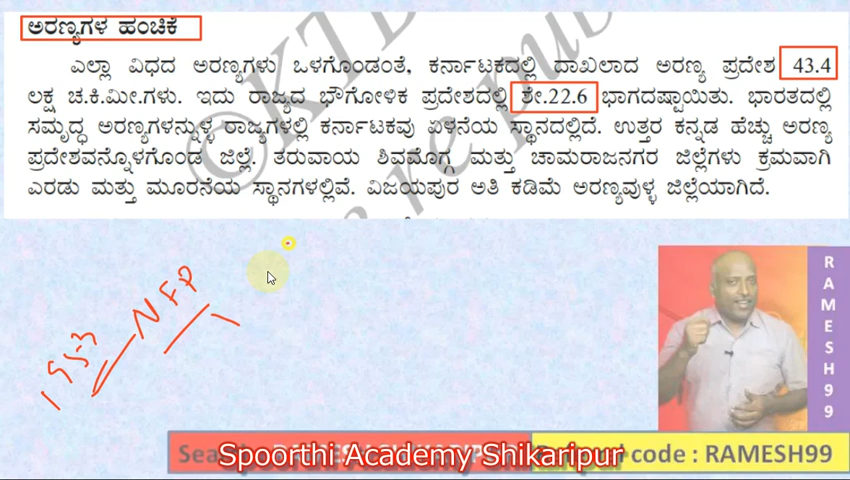 ಅರಣ್ಯಗಳ ಹಂಚಿಕೆ
ಎಲ್ಲಾ ವಿಧದ ಅರಣ್ಯಗಳು ಒಳಗೊಂಡಂತೆ, ಕರ್ನಾಟಕದಲ್ಲಿ ದಾಖಲಾದ ಅರಣ್ಯ ಪ್ರದೇಶ 43.4
ಲಕ್ಷ ಚ.ಕಿ.ಮೀ.ಗಳು. ಇದು ರಾಜ್ಯದ ಭೌಗೋಳಿಕ ಪ್ರದೇಶದಲ್ಲಿ ಶೇ.22.6 ಭಾಗದಷ್ಟಾಯಿತು. ಭಾರತದಲ್ಲಿ
ಸಮೃದ್ಧ ಅರಣ್ಯಗಳನ್ನುಳ್ಳ ರಾಜ್ಯಗಳಲ್ಲಿ ಕರ್ನಾಟಕವು ಏಳನೆಯ ಸ್ಥಾನದಲ್ಲಿದೆ. ಉತ್ತರ ಕನ್ನಡ ಹೆಚ್ಚು ಅರಣ್ಯ
ಪ್ರದೇಶವನ್ನೊಳಗೊಂಡ ಜಿಲ್ಲೆ. ತರುವಾಯ ಶಿವಮೊಗ್ಗ ಮತ್ತು ಚಾಮರಾಜನಗರ ಜಿಲ್ಲೆಗಳು ಕ್ರಮವಾಗಿ
ಎರಡು ಮತ್ತು ಮೂರನೆಯ ಸ್ಥಾನಗಳಲ್ಲಿವೆ. ವಿಜಯಪುರ ಅತಿ ಕಡಿಮೆ ಅರಣ್ಯವುಳ್ಳ ಜಿಲ್ಲೆಯಾಗಿದೆ.
1953 NFP
RAMESH99
Spoorthi Academy Shikaripur code : RAMESH99